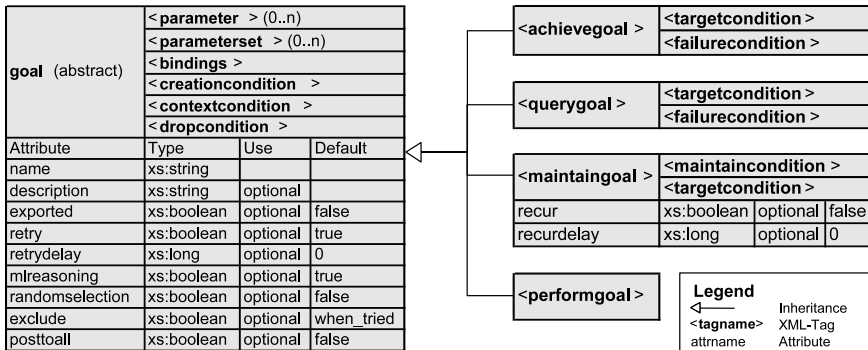 goal (abstract)
<parameter > (0..n)
<parameterset > (0..n)
<bindings >
<creationcondition >
<contextcondition >
<dropcondition >
Attribute Type Use Default
name xs:string
description xs:string optional
exported xs:boolean optional false
retry xs:boolean optional true
retrydelay xs:long optional 0
mlreasoning xs:boolean optional true
randomselection xs:boolean optional false
exclude xs:boolean optional when_tried
posttoall xs:boolean optional false
<achievegoal >
<targetcondition >
<failurecondition >
<querygoal >
<targetcondition >
<failurecondition >
<maintaingoal >
<maintaincondition >
<targetcondition >
recur xs:boolean optional false
recurdelay xs:long optional 0
<performgoal >
Legend
Inheritance
<tagname> XML-Tag
attrname Attribute